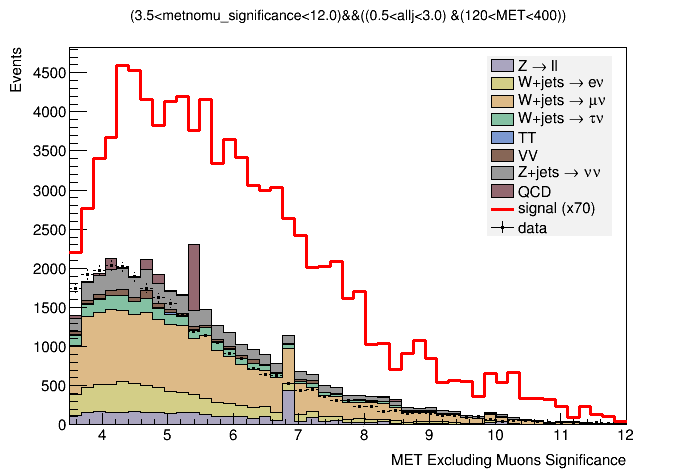 (3.5<metnomu_significance<12.0)&&((0.5<allj<3.0) &(120<MET<400))
Events
4500
4000
3500
3000
2500
2000
1500
1000
500
0
Z → ll
W+jets → eν
W+jets → μν
W+jets → τν
TT
VV
Z+jets → νν
QCD
signal (x70)
data
4 5 6 7 8 9 10 11 12
MET Excluding Muons Significance